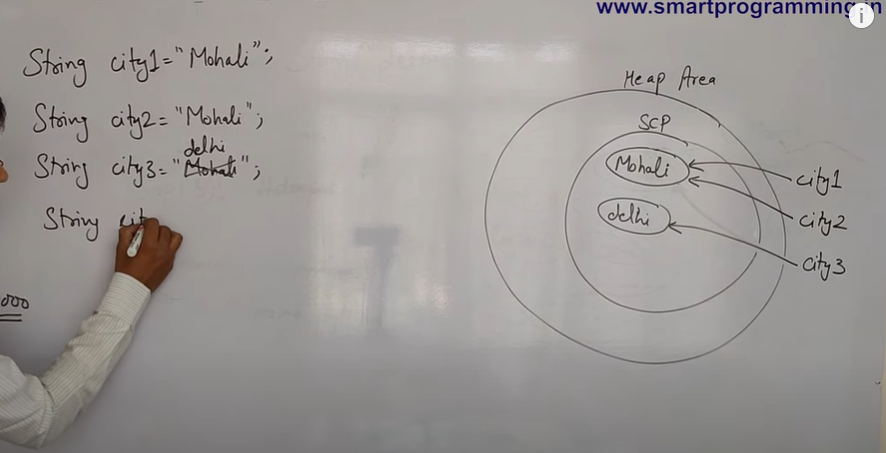 www.smartprogramming.in
String city1="Mohali";
String city2="Mohali";
delhi
String city3="Mohali";
String cit
000
Heap Area
SCP
Mohali
delhi
city1
city2
city3